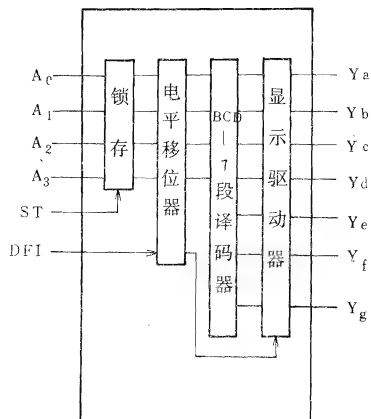 A₀
A₁
A₂
A₃
ST
DFI
锁存
电平移位器
BCD—7段译码器
显示驱动器
Ya
Yb
Yc
Yd
Ye
Yf
Yg